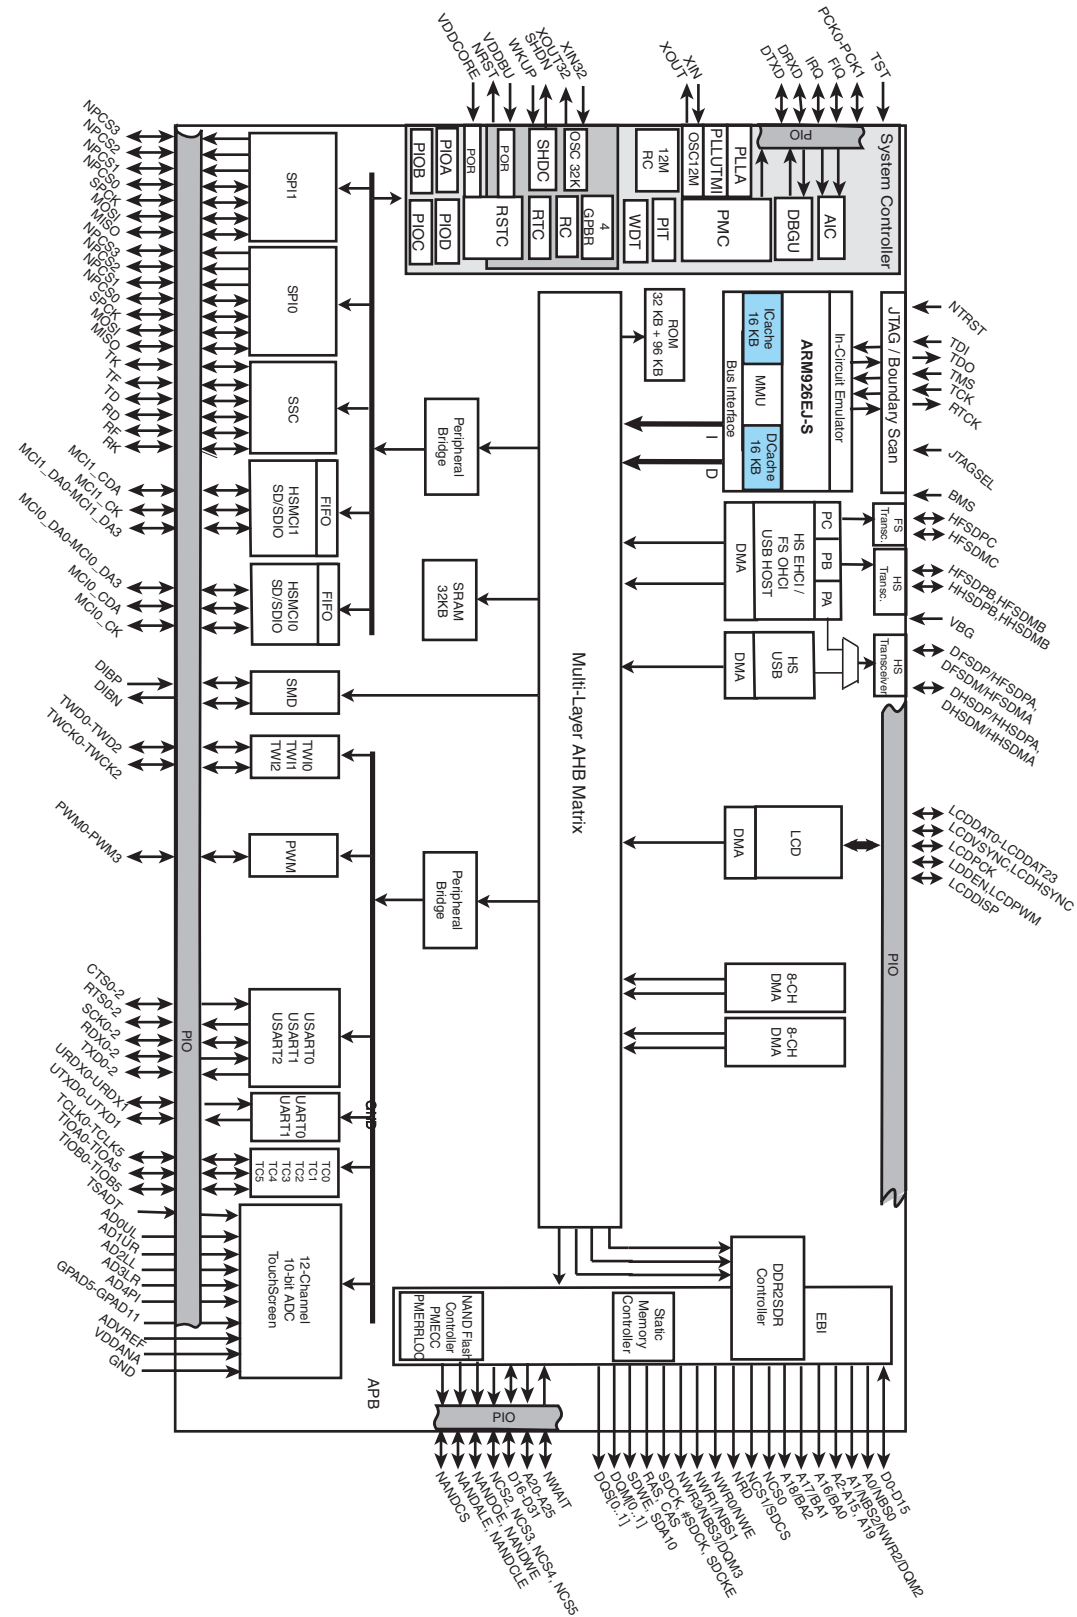 TST
PCK0-PCK1
FIQ
IRQ
DRXD
DTXD
XIN
XOUT
XIN32
XOUT32
SHDN
WKUP
VDDBU
NRST
VDDCORE
System Controller
PIO
AIC
DBGU
PLLA
PLLUTMI
OSC12M
PMC
12M
RC
PIT
WDT
OSC 32K
4
GPBR
RC
SHDC
RTC
POR
POR
RSTC
PIOA
PIOD
PIOB
PIOC
NTRST
TDI
TDO
TMS
TCK
RTCK
JTAGSEL
BMS
HFSDPC
HFSDMC
HFSDPB,HFSDMB
HHSDPB,HHSDMB
VBG
DFSDP/HFSDPA,
DFSDM/HFSDMA
DHSDP/HHSDPA,
DHSDM/HHSDMA
LCDDAT0-LCDDAT23
LCDVSYNC,LCDHSYNC
LCDPCK
LDDEN,LCDPWM
LCDDISP
JTAG / Boundary Scan
In-Circuit Emulator
ARM926EJ-S
ICache
16 KB
MMU
DCache
16 KB
Bus Interface
I
D
ROM
32 KB + 96 KB
FS
Transc.
HS
Transc.
HS
Transceiver
PC
PB
PA
HS EHCI /
FS OHCI
USB HOST
DMA
HS
USB
DMA
PIO
LCD
DMA
8-CH
DMA
8-CH
DMA
Multi-Layer AHB Matrix
Peripheral
Bridge
SRAM
32KB
Peripheral
Bridge
SPI1
SPI0
SSC
FIFO
HSMCI1
SD/SDIO
FIFO
HSMCI0
SD/SDIO
SMD
TWI0
TWI1
TWI2
PWM
USART0
USART1
USART2
GND
UART0
UART1
TC0
TC1
TC2
TC3
TC4
TC5
12-Channel
10-bit ADC
TouchScreen
APB
PIO
NPCS3
NPCS2
NPCS1
NPCS0
SPCK
MOSI
MISO
NPCS3
NPCS2
NPCS1
NPCS0
SPCK
MOSI
MISO
TK
TF
TD
RD
RF
RK
MCI1_CDA
MCI1_CK
MCI1_DA0-MCI1_DA3
MCI0_DA0-MCI0_DA3
MCI0_CDA
MCI0_CK
DIBP
DIBN
TWD0-TWD2
TWCK0-TWCK2
PWM0-PWM3
CTS0-2
RTS0-2
SCK0-2
RDX0-2
TXD0-2
URDX0-URDX1
UTXD0-UTXD1
TCLK0-TCLK5
TIOA0-TIOA5
TIOB0-TIOB5
TSADT
AD0UL
AD1UR
AD2LL
AD3LR
AD4PI
GPAD5-GPAD11
ADVREF
VDDANA
GND
EBI
DDR2SDR
Controller
Static
Memory
Controller
NAND Flash
Controller
PMECC
PMERRLOC
PIO
D0-D15
A0/NBS0
A1/NBS2/NWR2/DQM2
A2-A15, A19
A16/BA0
A17/BA1
A18/BA2
NCS0
NCS1/SDCS
NRD
NWR0/NWE
NWR1/NBS1
NWR3/NBS3/DQM3
SDCK, #SDCK, SDCKE
RAS, CAS
SDWE, SDA10
DQM[0..1]
DQS[0..1]
NWAIT
A20-A25
D16-D31
NCS2, NCS3, NCS4, NCS5
NANDOE, NANDWE
NANDALE, NANDCLE
NANDCS